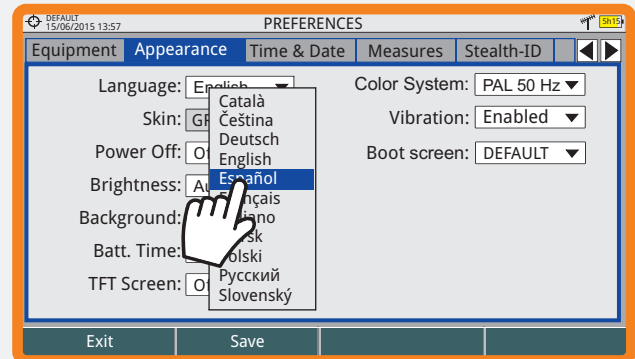 DEFAULT
15/06/2015 13:57
PREFERENCES
5h15
Equipment Appearance Time & Date Measures Stealth-ID
Language: English
Color System: PAL 50 Hz
Skin:
Vibration: Enabled
Power Off:
Boot screen: DEFAULT
Brightness:
Background:
Batt. Time:
TFT Screen:
Català
Čeština
Deutsch
English
Español
Polski
Русский
Slovenský
Exit Save